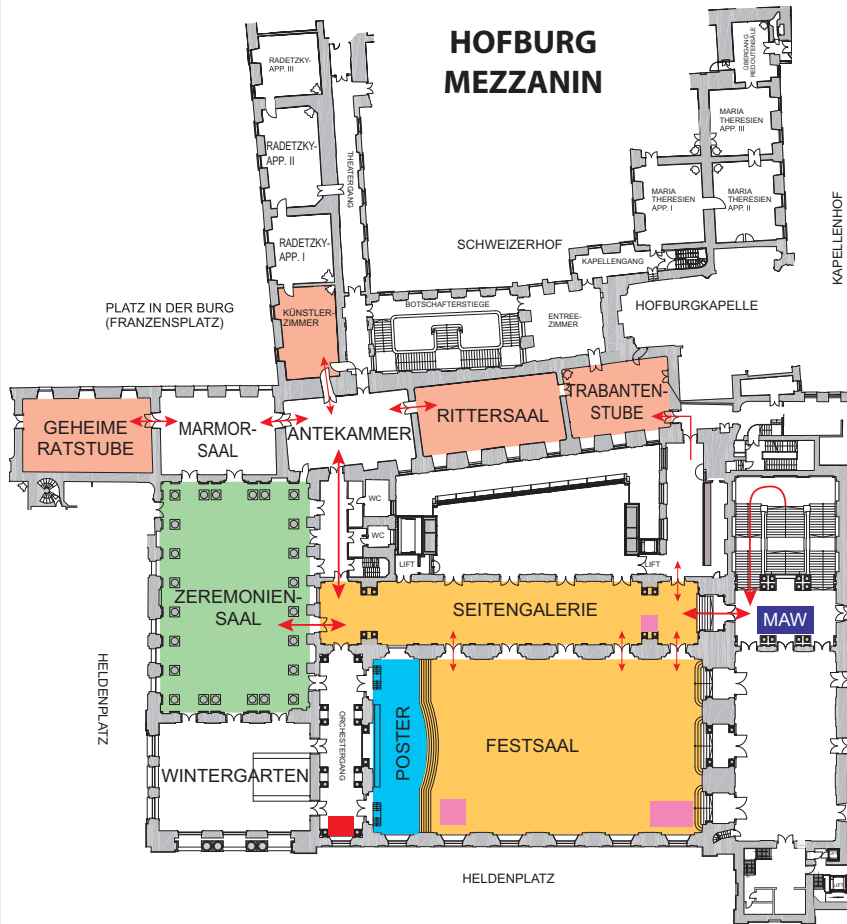 HOFBURG
MEZZANIN
RADETZKY-
APP. III
RADETZKY-
APP. II
RADETZKY-
APP. I
THEATERGANG
ÜBERGANG
REDOUTENSÄLE
MARIA
THERESIEN
APP. III
MARIA
THERESIEN
APP. I
MARIA
THERESIEN
APP. II
KAPELLENHOF
SCHWEIZERHOF
KAPELLENGANG
PLATZ IN DER BURG
(FRANZENSPLATZ)
KÜNSTLER-
ZIMMER
BOTSCHAFTERSTIEGE
ENTREE-
ZIMMER
HOFBURGKAPELLE
GEHEIME
RATSTUBE
MARMOR-
SAAL
ANTEKAMMER
RITTERSAAL
TRABANTEN-
STUBE
WC
WC
LIFT
LIFT
ZEREMONIEN-
SAAL
SEITENGALERIE
MAW
HELDENPLATZ
ORCHESTERGANG
POSTER
FESTSAAL
WINTERGARTEN
HELDENPLATZ
LIFT